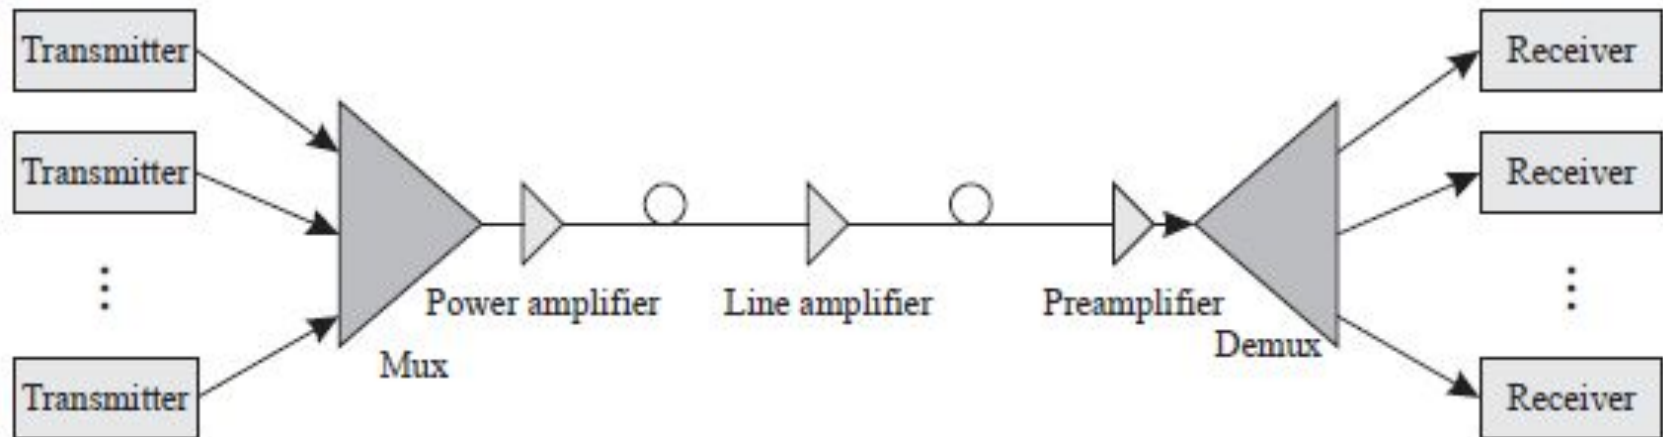 Transmitter
Receiver
Transmitter
Receiver
Power amplifier
Line amplifier
Preamplifier
Demux
Mux
Transmitter
Receiver